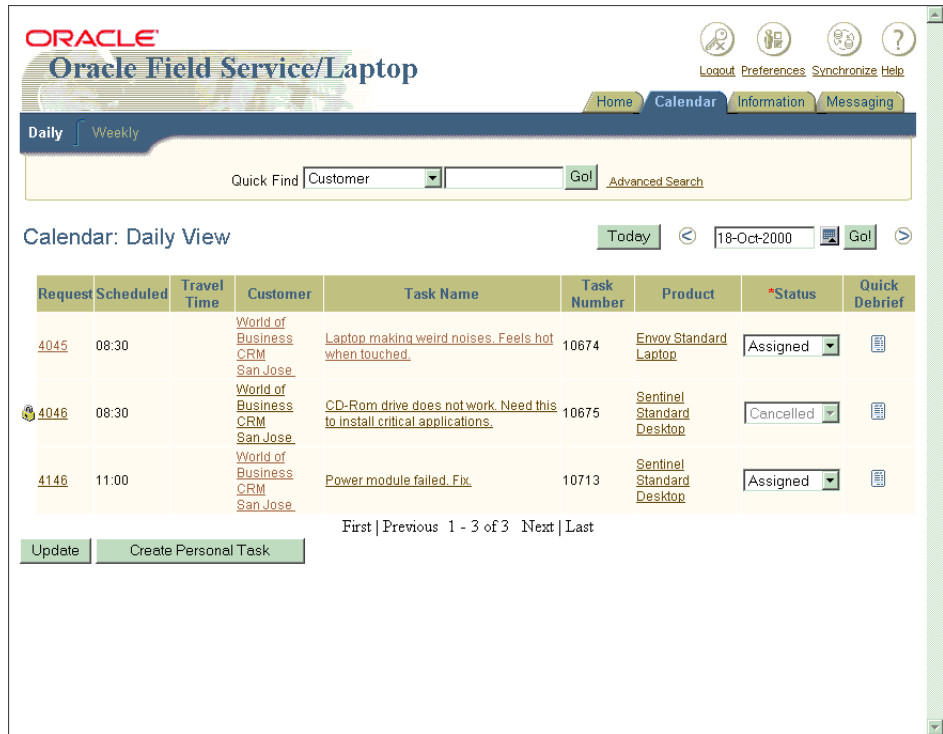 ORACLE
Oracle Field Service/Laptop
Logout Preferences Synchronize Help
Home Calendar Information Messaging
Daily Weekly
Quick Find Customer Go! Advanced Search
Calendar: Daily View Today 18-Oct-2000 Go!
Request Scheduled Travel Time Customer Task Name Task Number Product *Status Quick Debrief
4045 08:30 World of Business CRM San Jose Laptop making weird noises. Feels hot when touched. 10674 Envoy Standard Laptop Assigned
4046 08:30 World of Business CRM San Jose CD-Rom drive does not work. Need this to install critical applications. 10675 Sentinel Standard Desktop Cancelled
4146 11:00 World of Business CRM San Jose Power module failed. Fix. 10713 Sentinel Standard Desktop Assigned
First | Previous 1 - 3 of 3 Next | Last
Update Create Personal Task